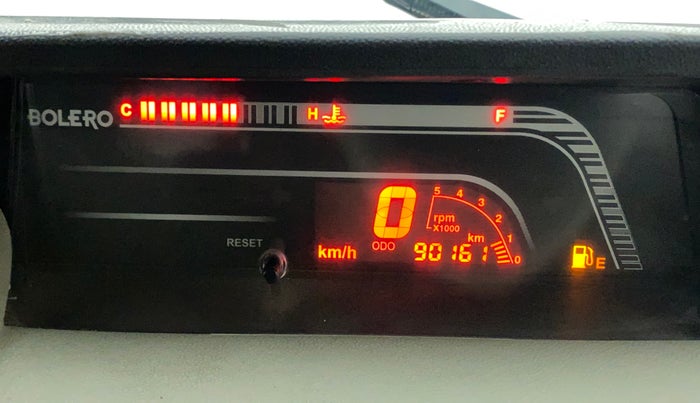 BOLERO C H F
5 4 3 2 1 0
rpm
X1000
0
RESET
km/h ODO 90161 km
E